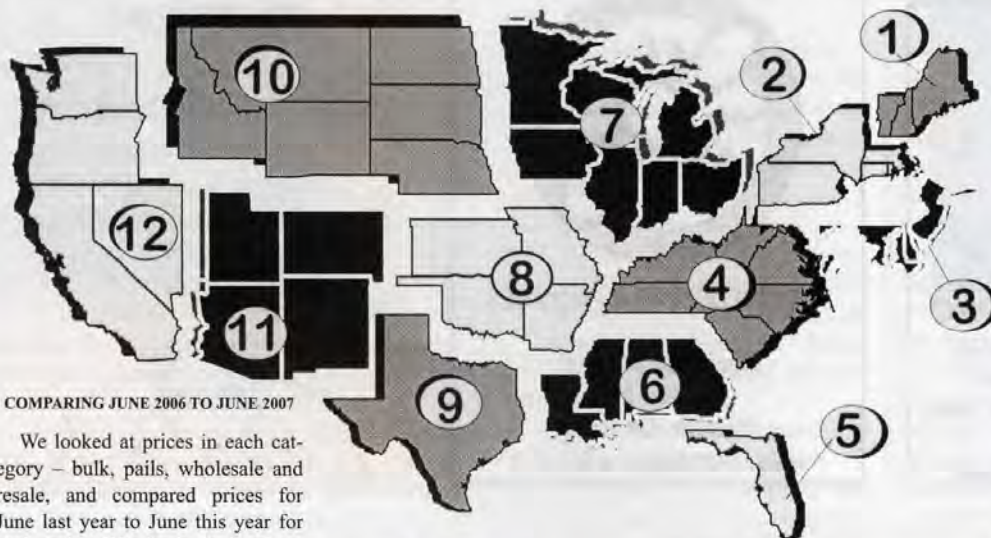 1
2
10
7
12
8
4
3
11
6
9
5
COMPARING JUNE 2006 TO JUNE 2007
We looked at prices in each cat-
egory – bulk, pails, wholesale and
resale, and compared prices for
June last year to June this year for